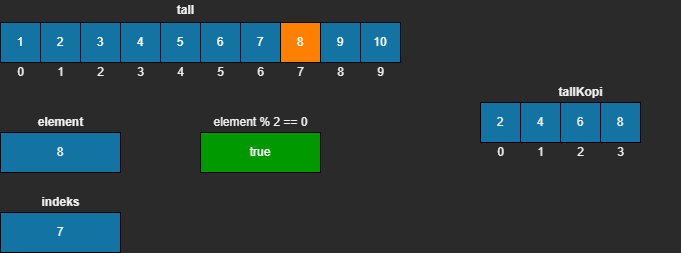 tall
1 2 3 4 5 6 7 8 9 10
0 1 2 3 4 5 6 7 8 9
tallKopi
2 4 6 8
0 1 2 3
element
8
element % 2 == 0
true
indeks
7